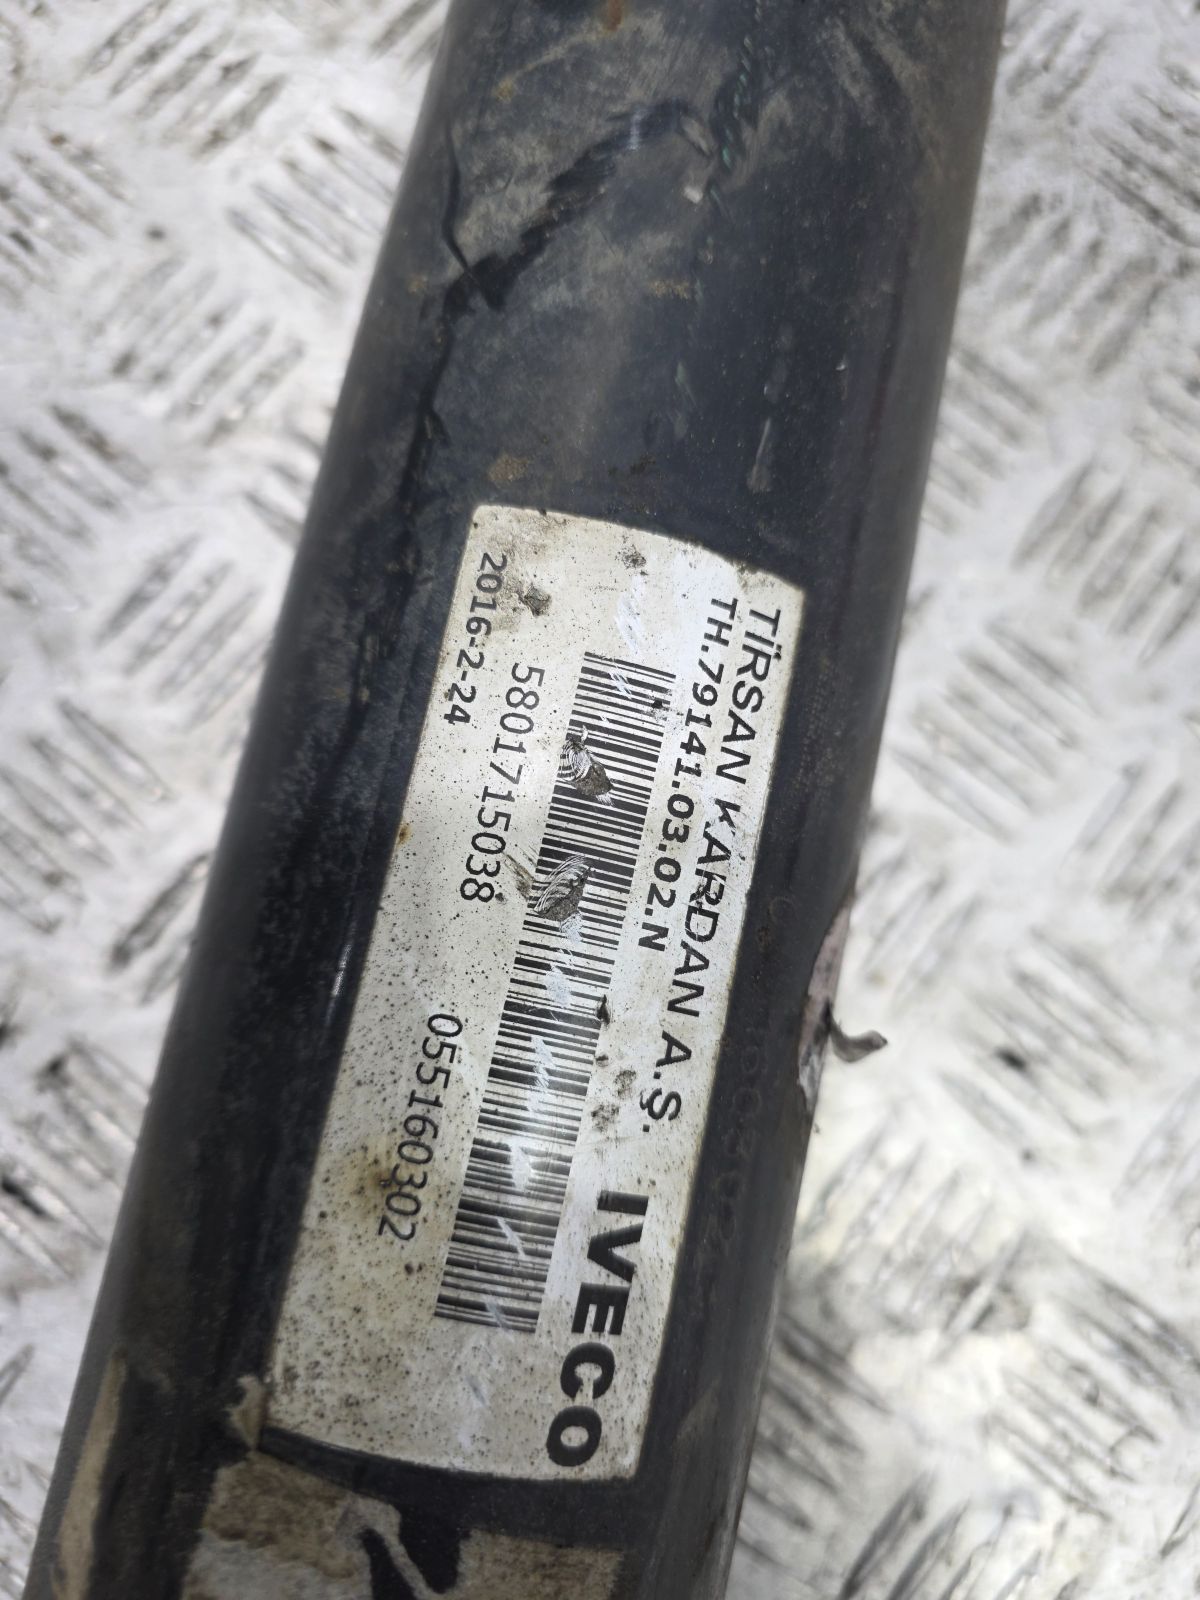 TİRSAN KARDAN A.Ş.
TH.79141.03.02.N
IVECO
5801715038
055160302
2016-2-24